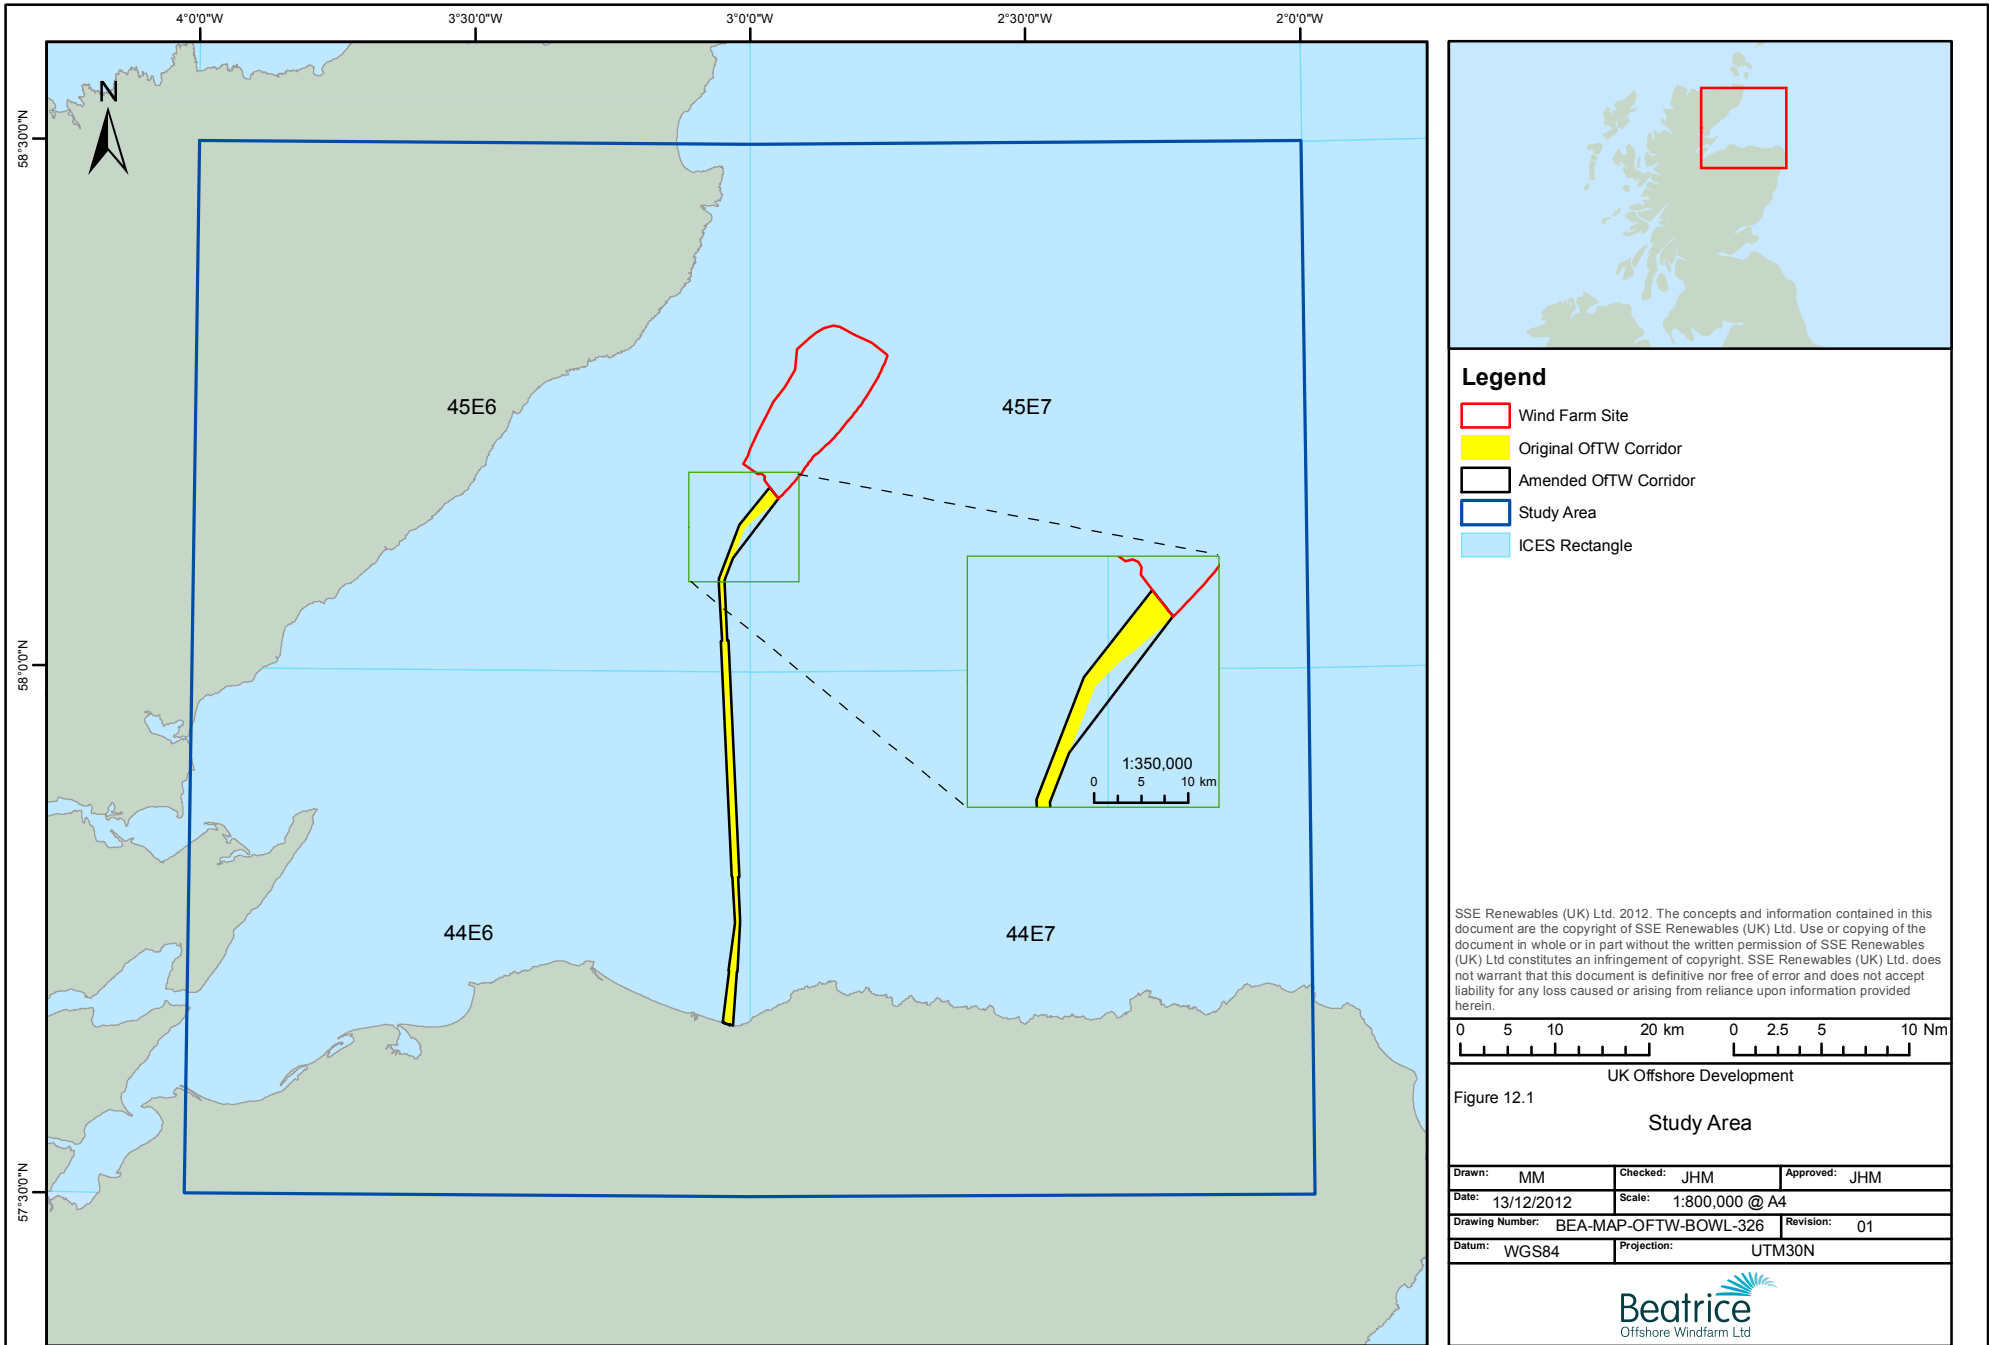 4°0'0"W
3°30'0"W
3°0'0"W
2°30'0"W
2°0'0"W
58°30'0"N
58°0'0"N
57°30'0"N
N
45E6
45E7
44E6
44E7
1:350,000
0 5 10 km
Legend
Wind Farm Site
Original OfTW Corridor
Amended OfTW Corridor
Study Area
ICES Rectangle
SSE Renewables (UK) Ltd. 2012. The concepts and information contained in this
document are the copyright of SSE Renewables (UK) Ltd. Use or copying of the
document in whole or in part without the written permission of SSE Renewables
(UK) Ltd constitutes an infringement of copyright. SSE Renewables (UK) Ltd. does
not warrant that this document is definitive nor free of error and does not accept
liability for any loss caused or arising from reliance upon information provided
herein.
0 5 10 20 km 0 2.5 5 10 Nm
UK Offshore Development
Figure 12.1
Study Area
Drawn: MM Checked: JHM Approved: JHM
Date: 13/12/2012 Scale: 1:800,000 @ A4
Drawing Number: BEA-MAP-OFTW-BOWL-326 Revision: 01
Datum: WGS84 Projection: UTM30N
Beatrice
Offshore Windfarm Ltd